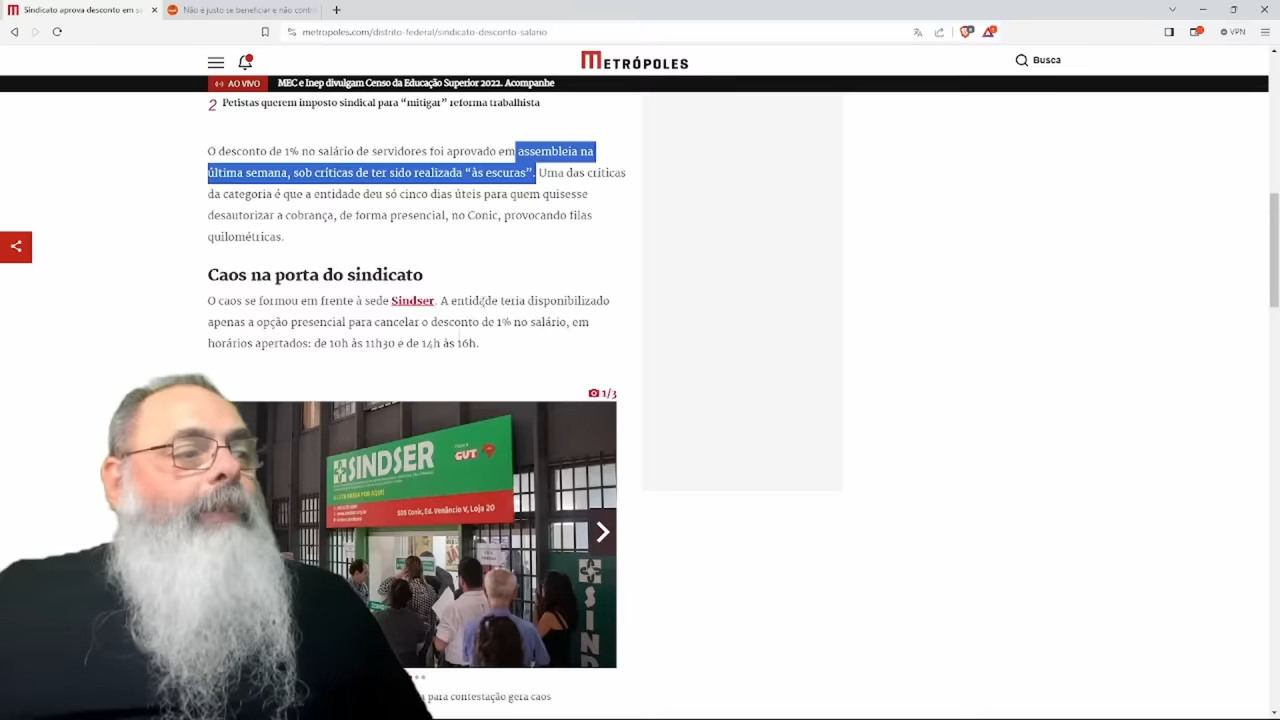 Sindicato aprova desconto em sa
Não é justo se beneficiar e não contr
metropoles.com/distrito-federal/sindicato-desconto-salario
VPN
METRÓPOLES
Busca
AO VIVO MEC e Inep divulgam Censo da Educação Superior 2022. Acompanhe
2 Petistas querem imposto sindical para “mitigar” reforma trabalhista
O desconto de 1% no salário de servidores foi aprovado em assembleia na
última semana, sob críticas de ter sido realizada “às escuras”. Uma das críticas
da categoria é que a entidade deu só cinco dias úteis para quem quisesse
desautorizar a cobrança, de forma presencial, no Conic, provocando filas
quilométricas.
Caos na porta do sindicato
O caos se formou em frente à sede Sindser. A entidade teria disponibilizado
apenas a opção presencial para cancelar o desconto de 1% no salário, em
horários apertados: de 10h às 11h30 e de 14h às 16h.
1/3
SINDSER
CUT
SDS Conic, Ed. Venâncio V, Loja 20
SIND
para contestação gera caos